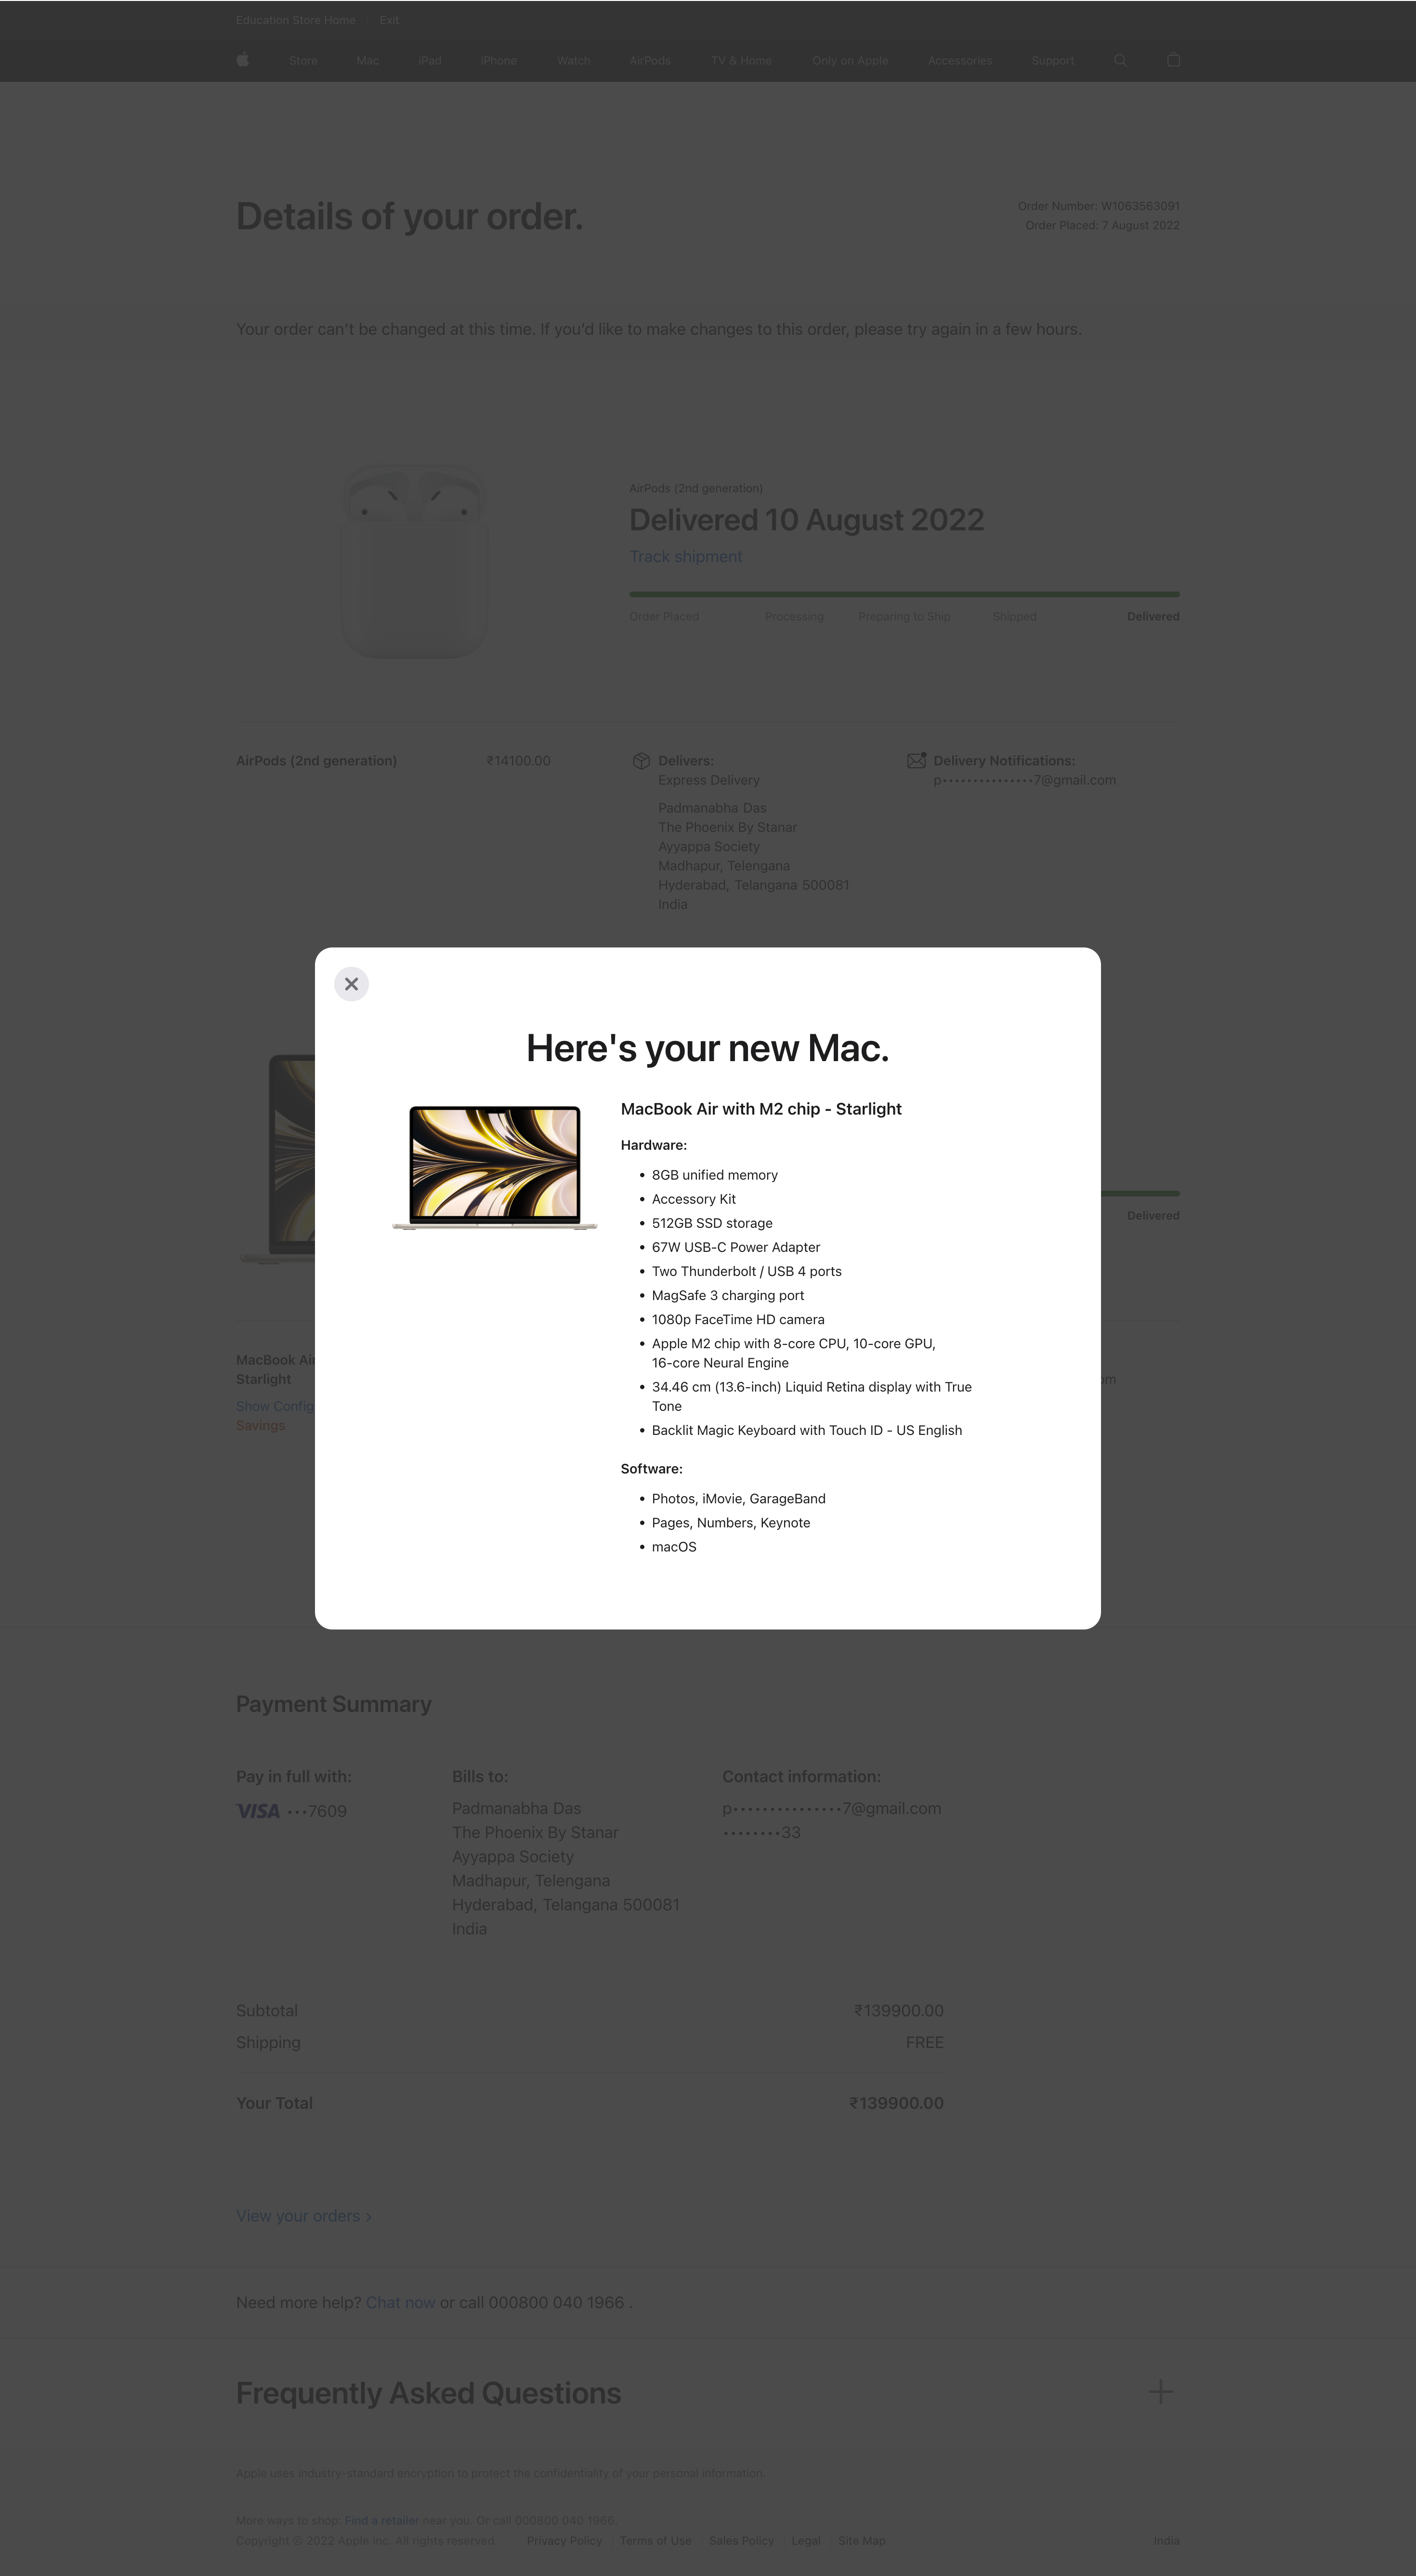 Education Store Home
Exit
Store
Mac
iPad
iPhone
Watch
AirPods
TV & Home
Only on Apple
Accessories
Support
Details of your order.
Order Number: W1063563091
Order Placed: 7 August 2022
Your order can't be changed at this time. If you'd like to make changes to this order, please try again in a few hours.
AirPods (2nd generation)
Delivered 10 August 2022
Track shipment
Order Placed
Processing
Preparing to Ship
Shipped
Delivered
AirPods (2nd generation)
₹14100.00
Delivers:
Express Delivery
Padmanabha Das
The Phoenix By Stanar
Ayyappa Society
Madhapur, Telengana
Hyderabad, Telangana 500081
India
Delivery Notifications:
p•••••••••••••••7@gmail.com
Here's your new Mac.
MacBook Air with M2 chip - Starlight
Hardware:
• 8GB unified memory
• Accessory Kit
• 512GB SSD storage
• 67W USB-C Power Adapter
• Two Thunderbolt / USB 4 ports
• MagSafe 3 charging port
• 1080p FaceTime HD camera
• Apple M2 chip with 8-core CPU, 10-core GPU,
16-core Neural Engine
• 34.46 cm (13.6-inch) Liquid Retina display with True
Tone
• Backlit Magic Keyboard with Touch ID - US English
Software:
• Photos, iMovie, GarageBand
• Pages, Numbers, Keynote
• macOS
Delivered
MacBook Air
Starlight
Show Config
Savings
om
Payment Summary
Pay in full with:
VISA •••7609
Bills to:
Padmanabha Das
The Phoenix By Stanar
Ayyappa Society
Madhapur, Telengana
Hyderabad, Telangana 500081
India
Contact information:
p•••••••••••••••7@gmail.com
••••••••33
Subtotal
₹139900.00
Shipping
FREE
Your Total
₹139900.00
View your orders >
Need more help? Chat now or call 000800 040 1966 .
Frequently Asked Questions
Apple uses industry-standard encryption to protect the confidentiality of your personal information.
More ways to shop: Find a retailer near you. Or call 000800 040 1966.
Copyright © 2022 Apple Inc. All rights reserved.
Privacy Policy
Terms of Use
Sales Policy
Legal
Site Map
India